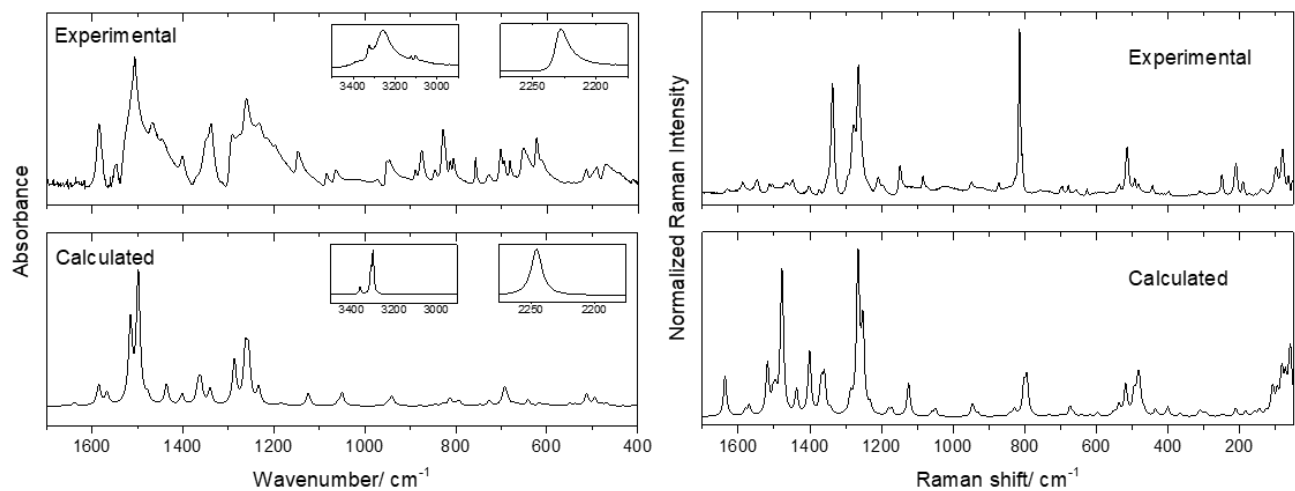 Absorbance
Experimental
3400 3200 3000
2250 2200
Calculated
3400 3200 3000
2250 2200
1600 1400 1200 1000 800 600 400
Wavenumber/ cm⁻¹
Normalized Raman Intensity
Experimental
Calculated
1600 1400 1200 1000 800 600 400 200
Raman shift/ cm⁻¹